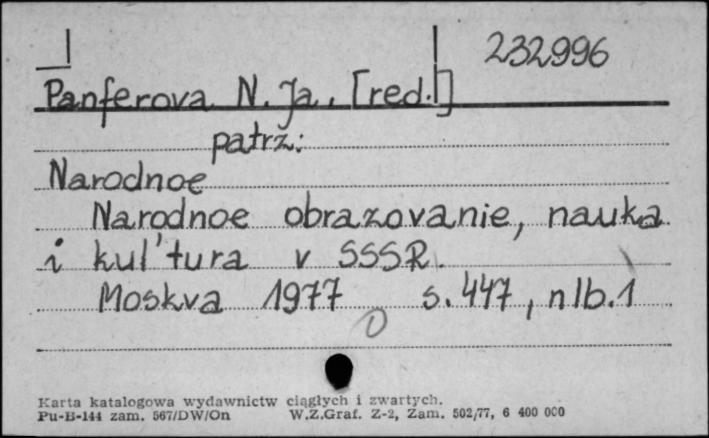 232996
Panferova N. Ja. [red.]
patrz:
Narodnoe
Narodnoe obrazovanie, nauka
i kul'tura v SSSR.
Moskva 1977 s. 447, nlb. 1
Karta katalogowa wydawnictw ciągłych i zwartych.
Pu-B-144 zam. 567/DW/On W.Z.Graf. Z-2, Zam. 502/77, 6 400 000